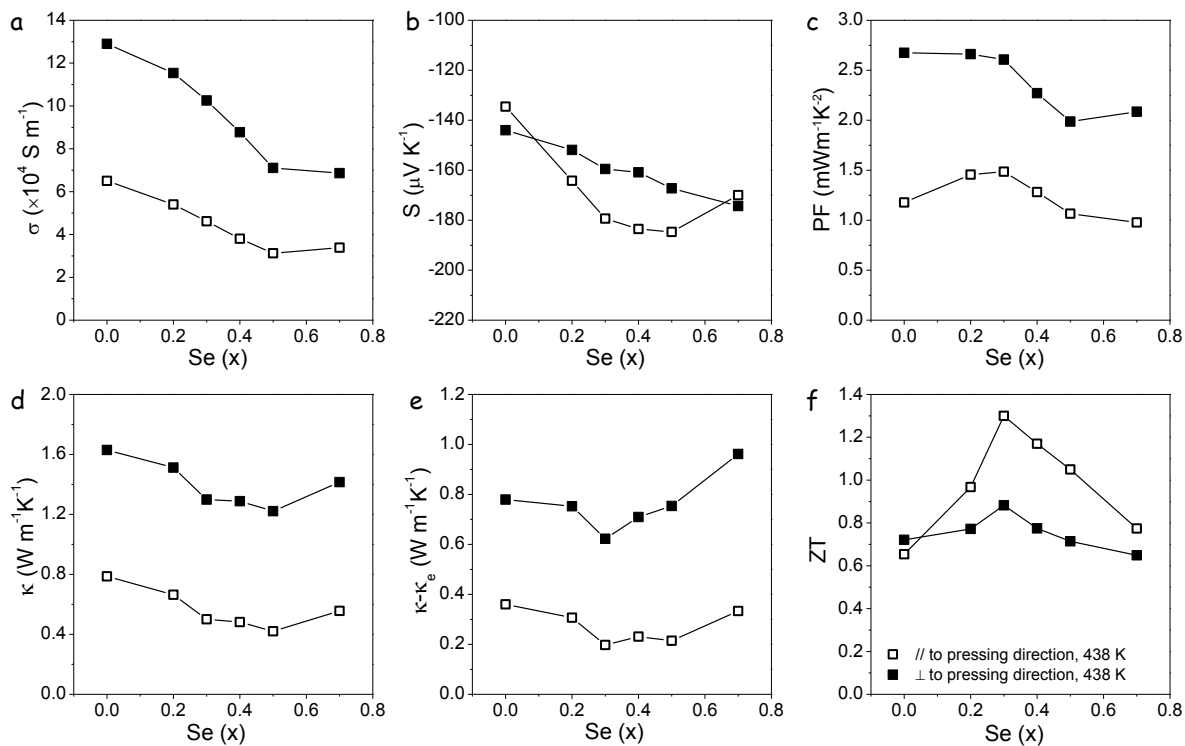 a
14
12
10
8
6
4
2
0
σ (×10⁴ S m⁻¹)
0.0 0.2 0.4 0.6 0.8
Se (x)
b
-100
-120
-140
-160
-180
-200
-220
S (μV K⁻¹)
0.0 0.2 0.4 0.6 0.8
Se (x)
c
3.0
2.5
2.0
1.5
1.0
0.5
0.0
PF (mWm⁻¹K⁻²)
0.0 0.2 0.4 0.6 0.8
Se (x)
d
2.0
1.6
1.2
0.8
0.4
0.0
κ (W m⁻¹K⁻¹)
0.0 0.2 0.4 0.6 0.8
Se (x)
e
1.2
1.0
0.8
0.6
0.4
0.2
0.0
κ-κₑ (W m⁻¹K⁻¹)
0.0 0.2 0.4 0.6 0.8
Se (x)
f
1.4
1.2
1.0
0.8
0.6
0.4
0.2
0.0
ZT
// to pressing direction, 438 K
⊥ to pressing direction, 438 K
0.0 0.2 0.4 0.6 0.8
Se (x)